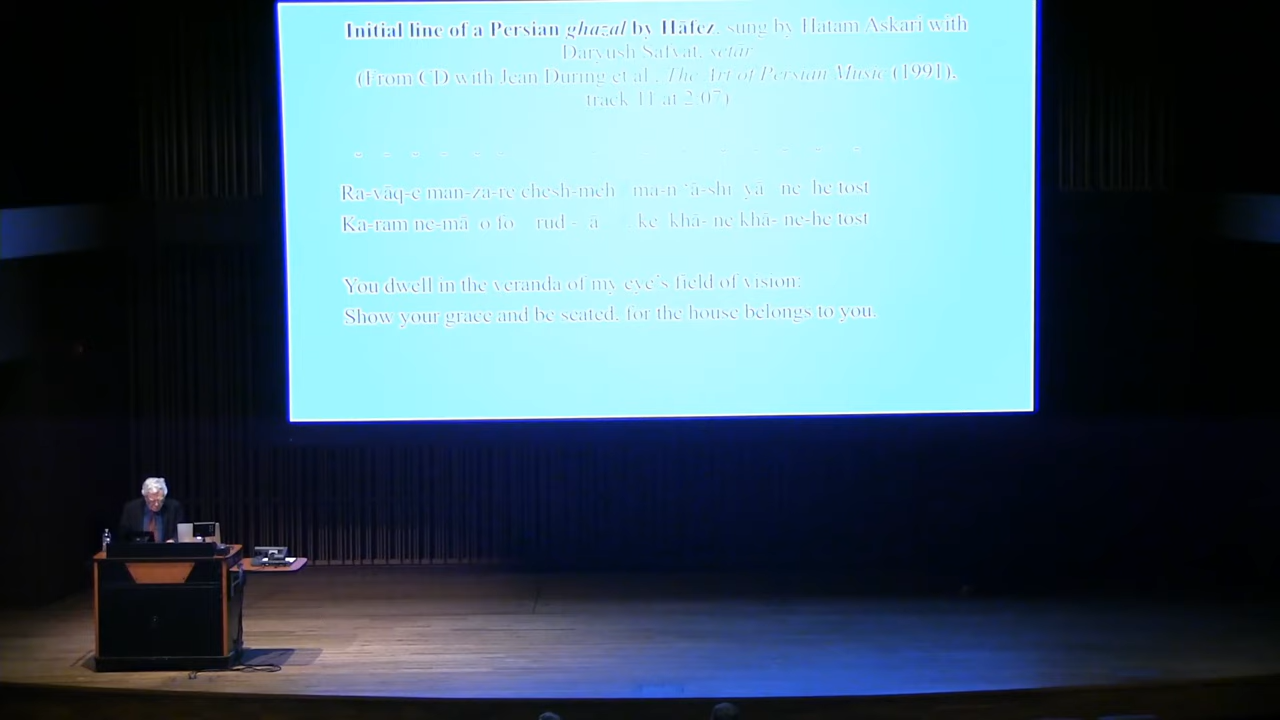 Initial line of a Persian ghazal by Hāfez, sung by Hatam Askari with
Daryush Safvat, setār
(From CD with Jean During et al., The Art of Persian Music (1991),
track 11 at 2:07)
Ra-vāq-e man-za-re chesh-meh ma-n ‘ā-shi yā ne he tost
Ka-ram ne-mā o fo rud - ā . ke khā- ne khā- ne-he tost
You dwell in the veranda of my eye's field of vision:
Show your grace and be seated, for the house belongs to you.